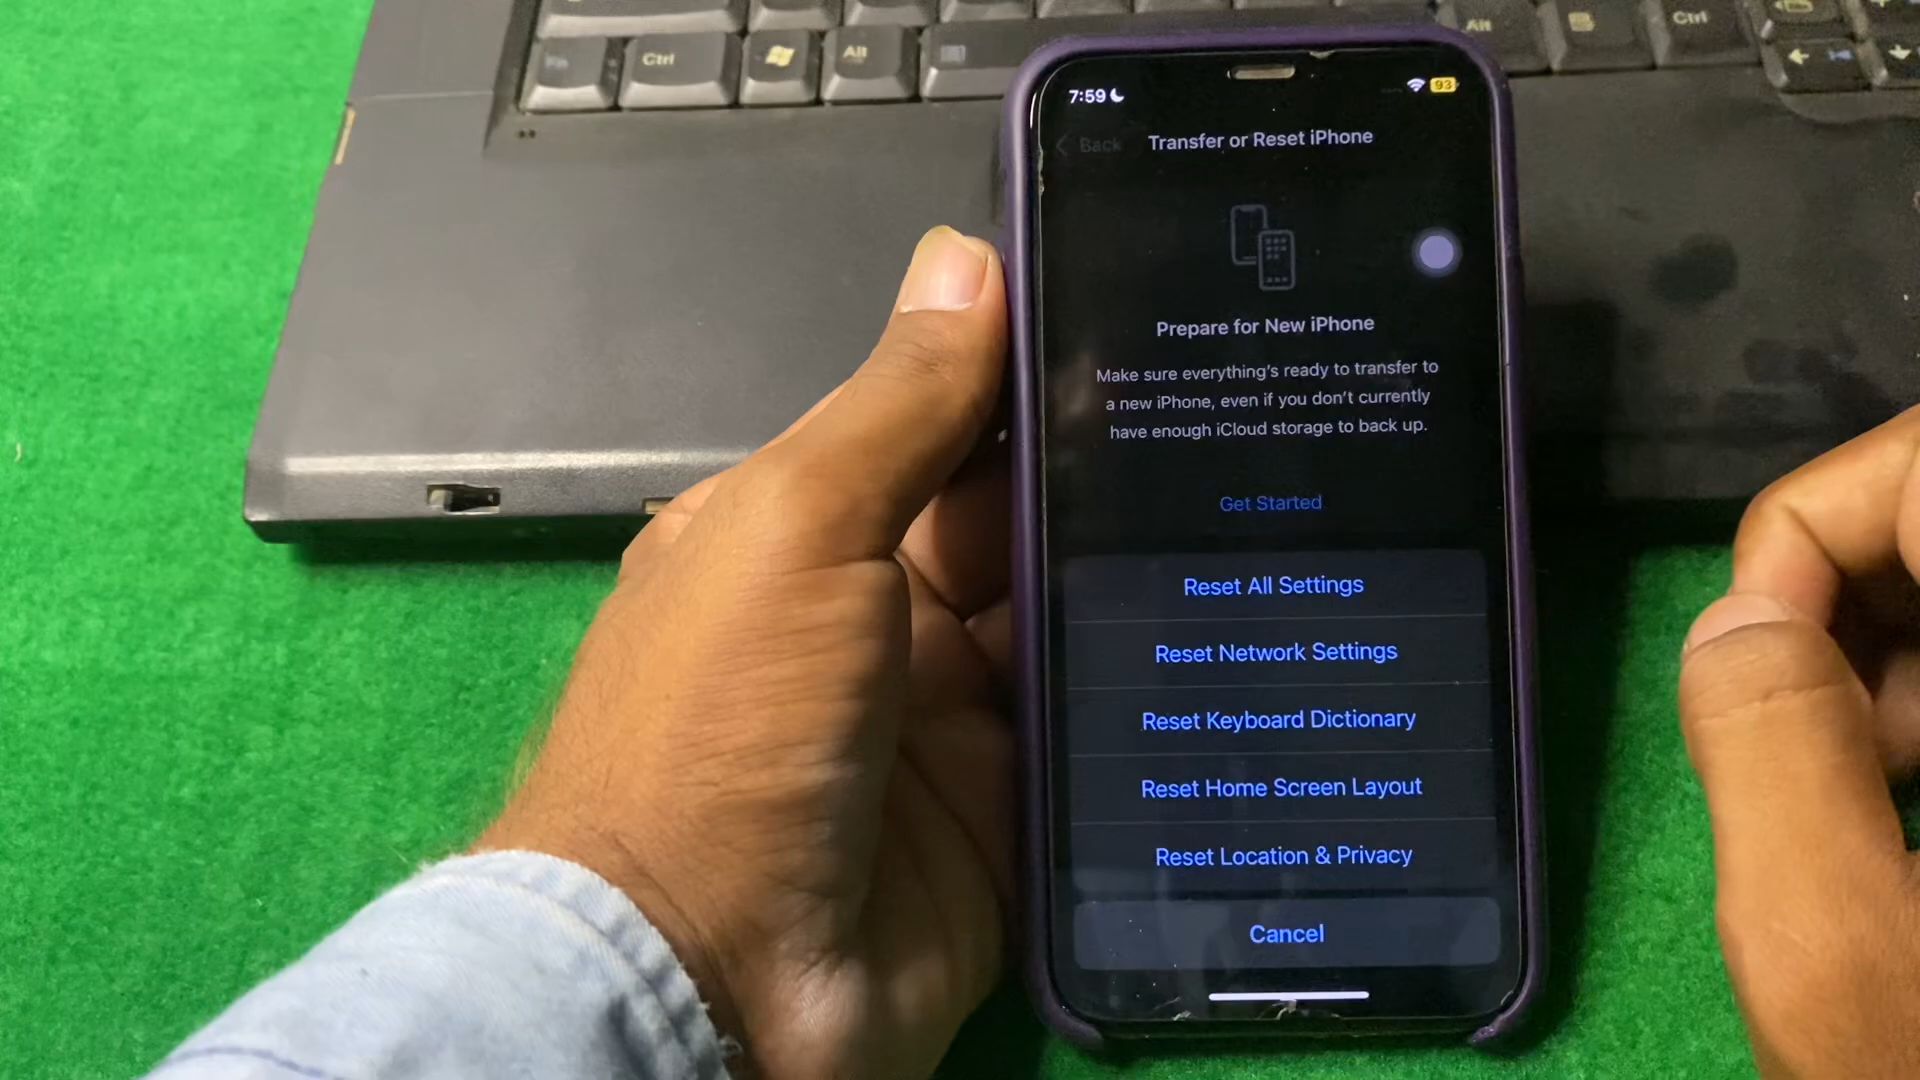 Ctrl
Alt
Alt
Ctrl
7:59
93
Back
Transfer or Reset iPhone
Prepare for New iPhone
Make sure everything's ready to transfer to
a new iPhone, even if you don't currently
have enough iCloud storage to back up.
Get Started
Reset All Settings
Reset Network Settings
Reset Keyboard Dictionary
Reset Home Screen Layout
Reset Location & Privacy
Cancel